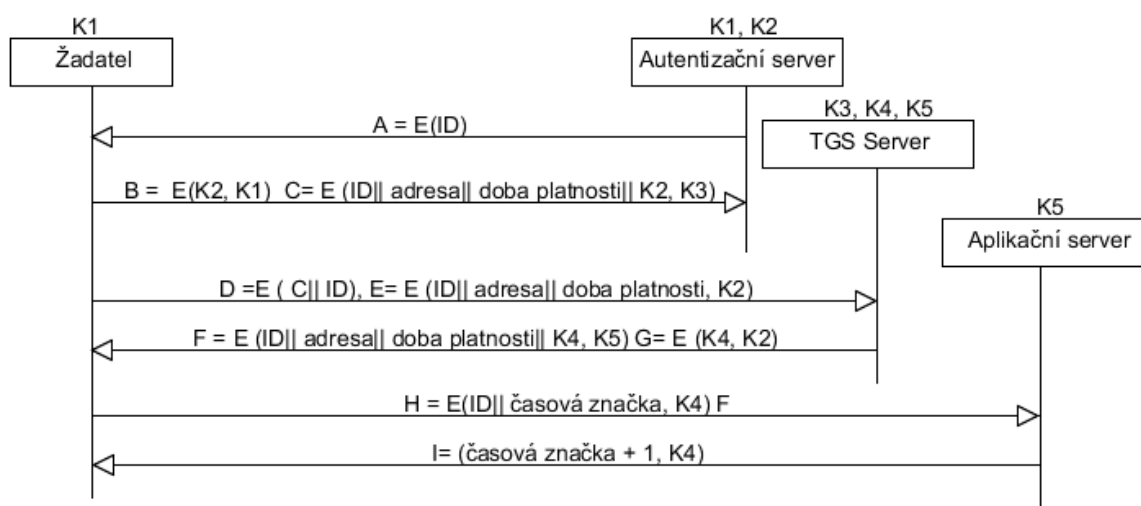 K1
K1, K2
Žadatel
Autentizační server
K3, K4, K5
A = E(ID)
TGS Server
B = E(K2, K1) C= E (ID|| adresa|| doba platnosti|| K2, K3)
K5
Aplikační server
D =E ( C|| ID), E= E (ID|| adresa|| doba platnosti, K2)
F = E (ID|| adresa|| doba platnosti|| K4, K5) G= E (K4, K2)
H = E(ID|| časová značka, K4) F
I= (časová značka + 1, K4)